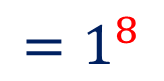 = 1⁸